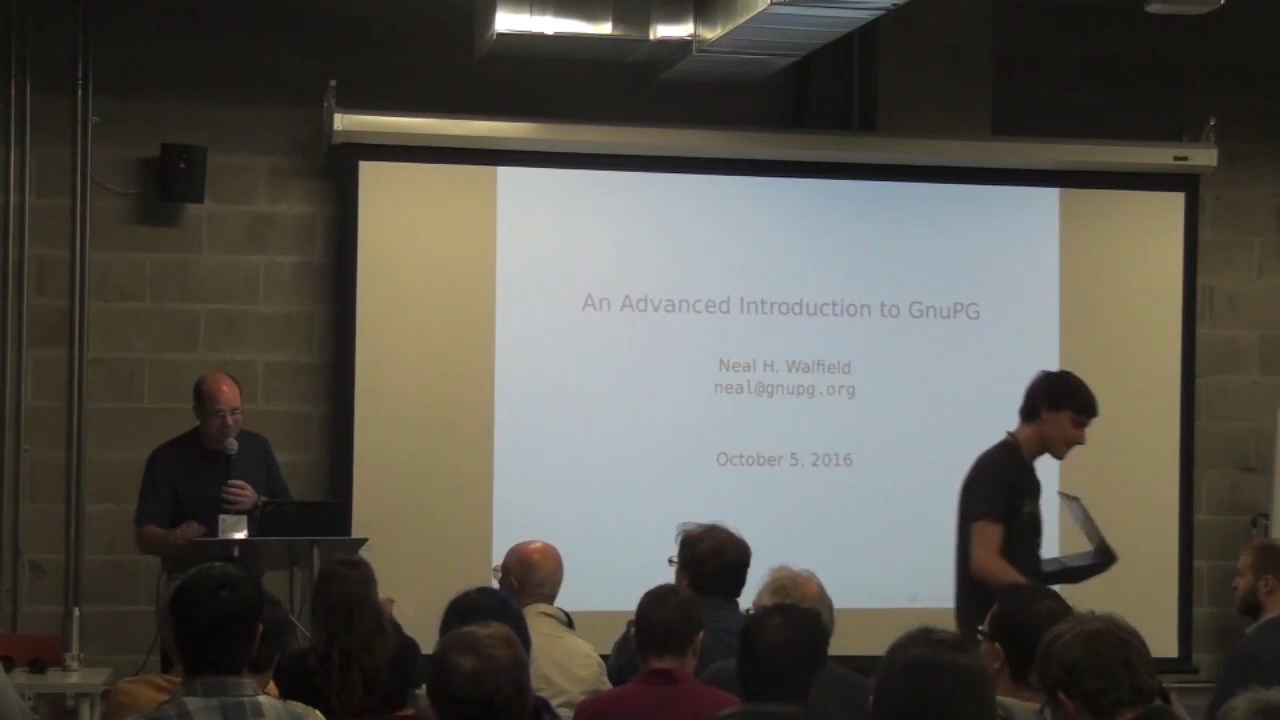 An Advanced Introduction to GnuPG
Neal H. Walfield
neal@gnupg.org
October 5, 2016